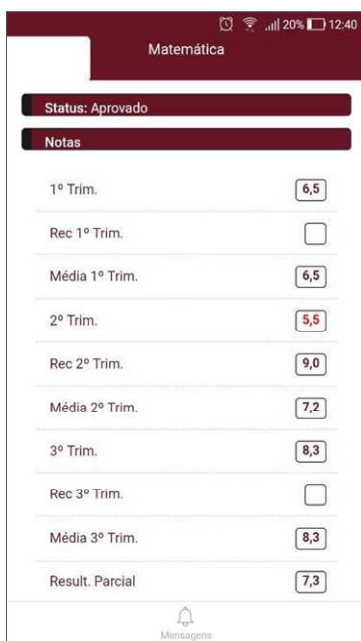 20% 12:40
Matemática
Status: Aprovado
Notas
1º Trim. 6,5
Rec 1º Trim.
Média 1º Trim. 6,5
2º Trim. 5,5
Rec 2º Trim. 9,0
Média 2º Trim. 7,2
3º Trim. 8,3
Rec 3º Trim.
Média 3º Trim. 8,3
Result. Parcial 7,3
Mensagens